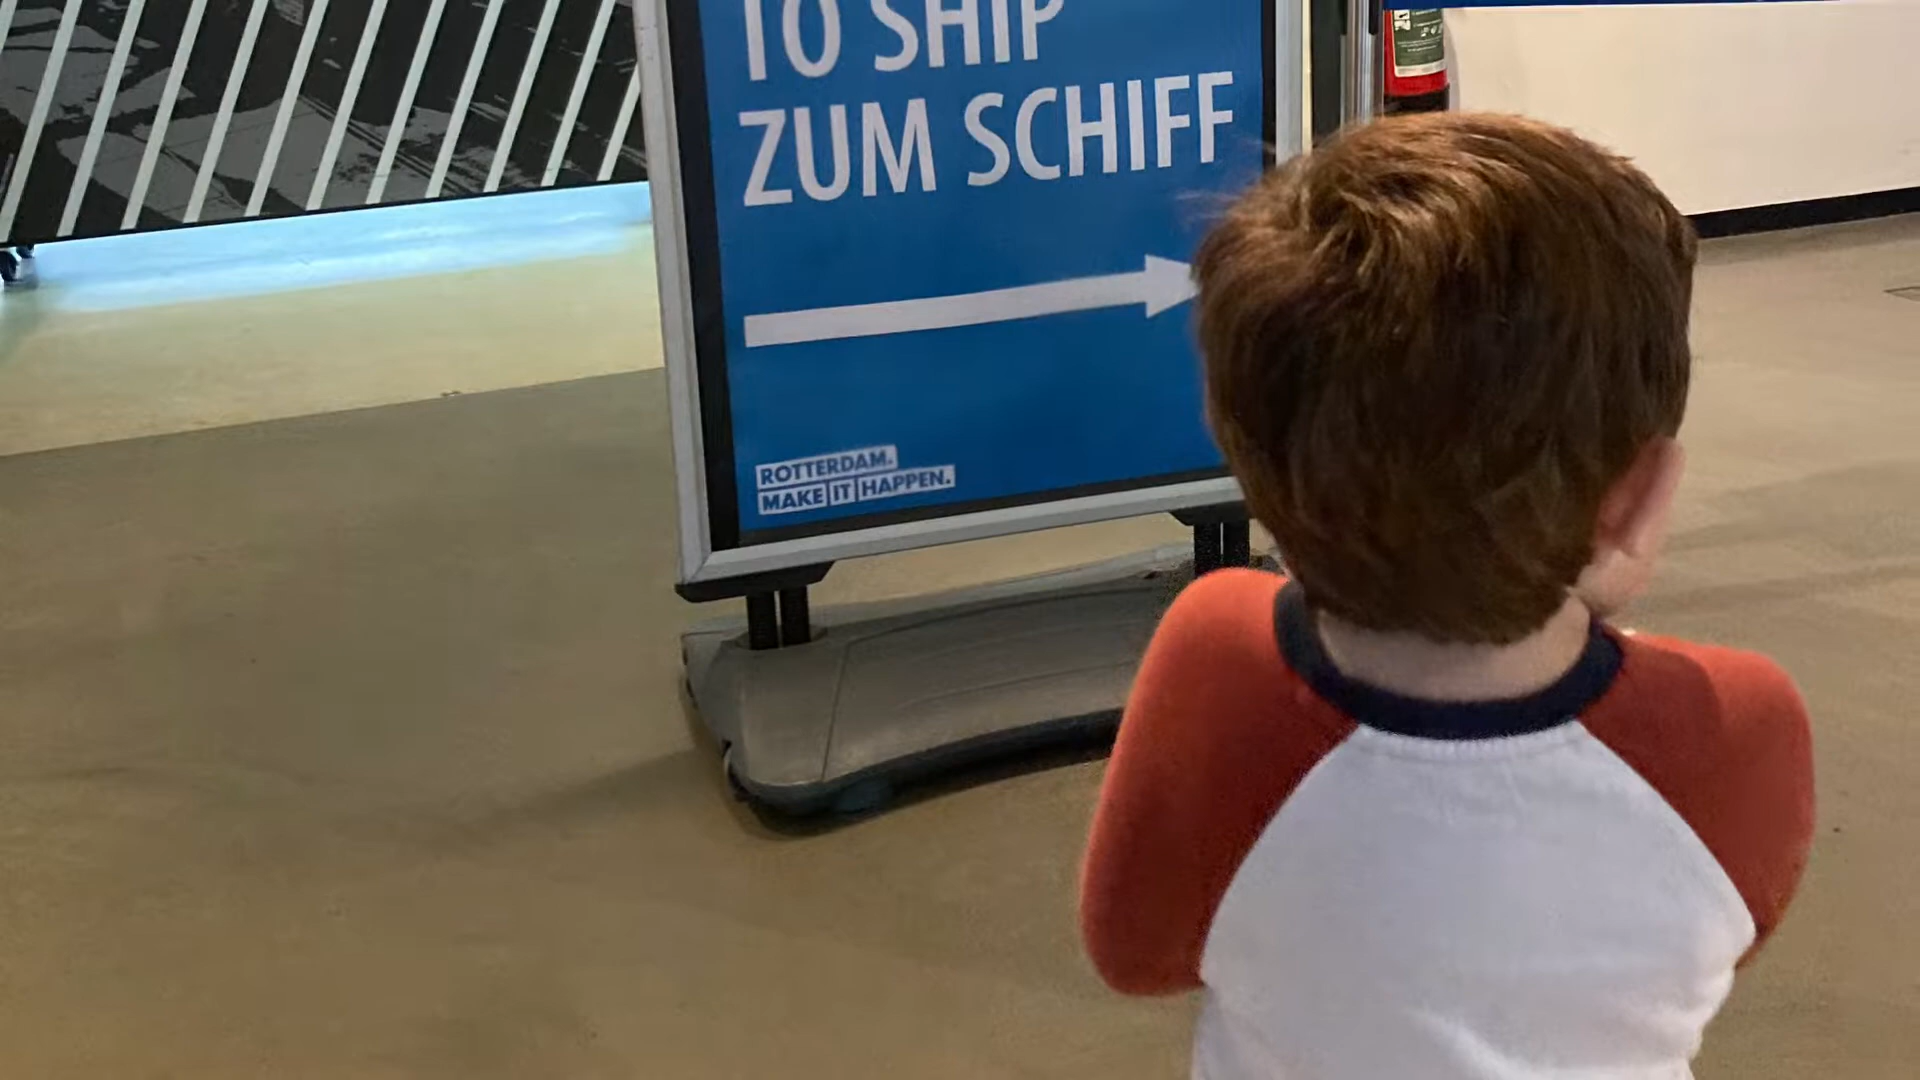 TO SHIP
ZUM SCHIFF
ROTTERDAM.
MAKE IT HAPPEN.